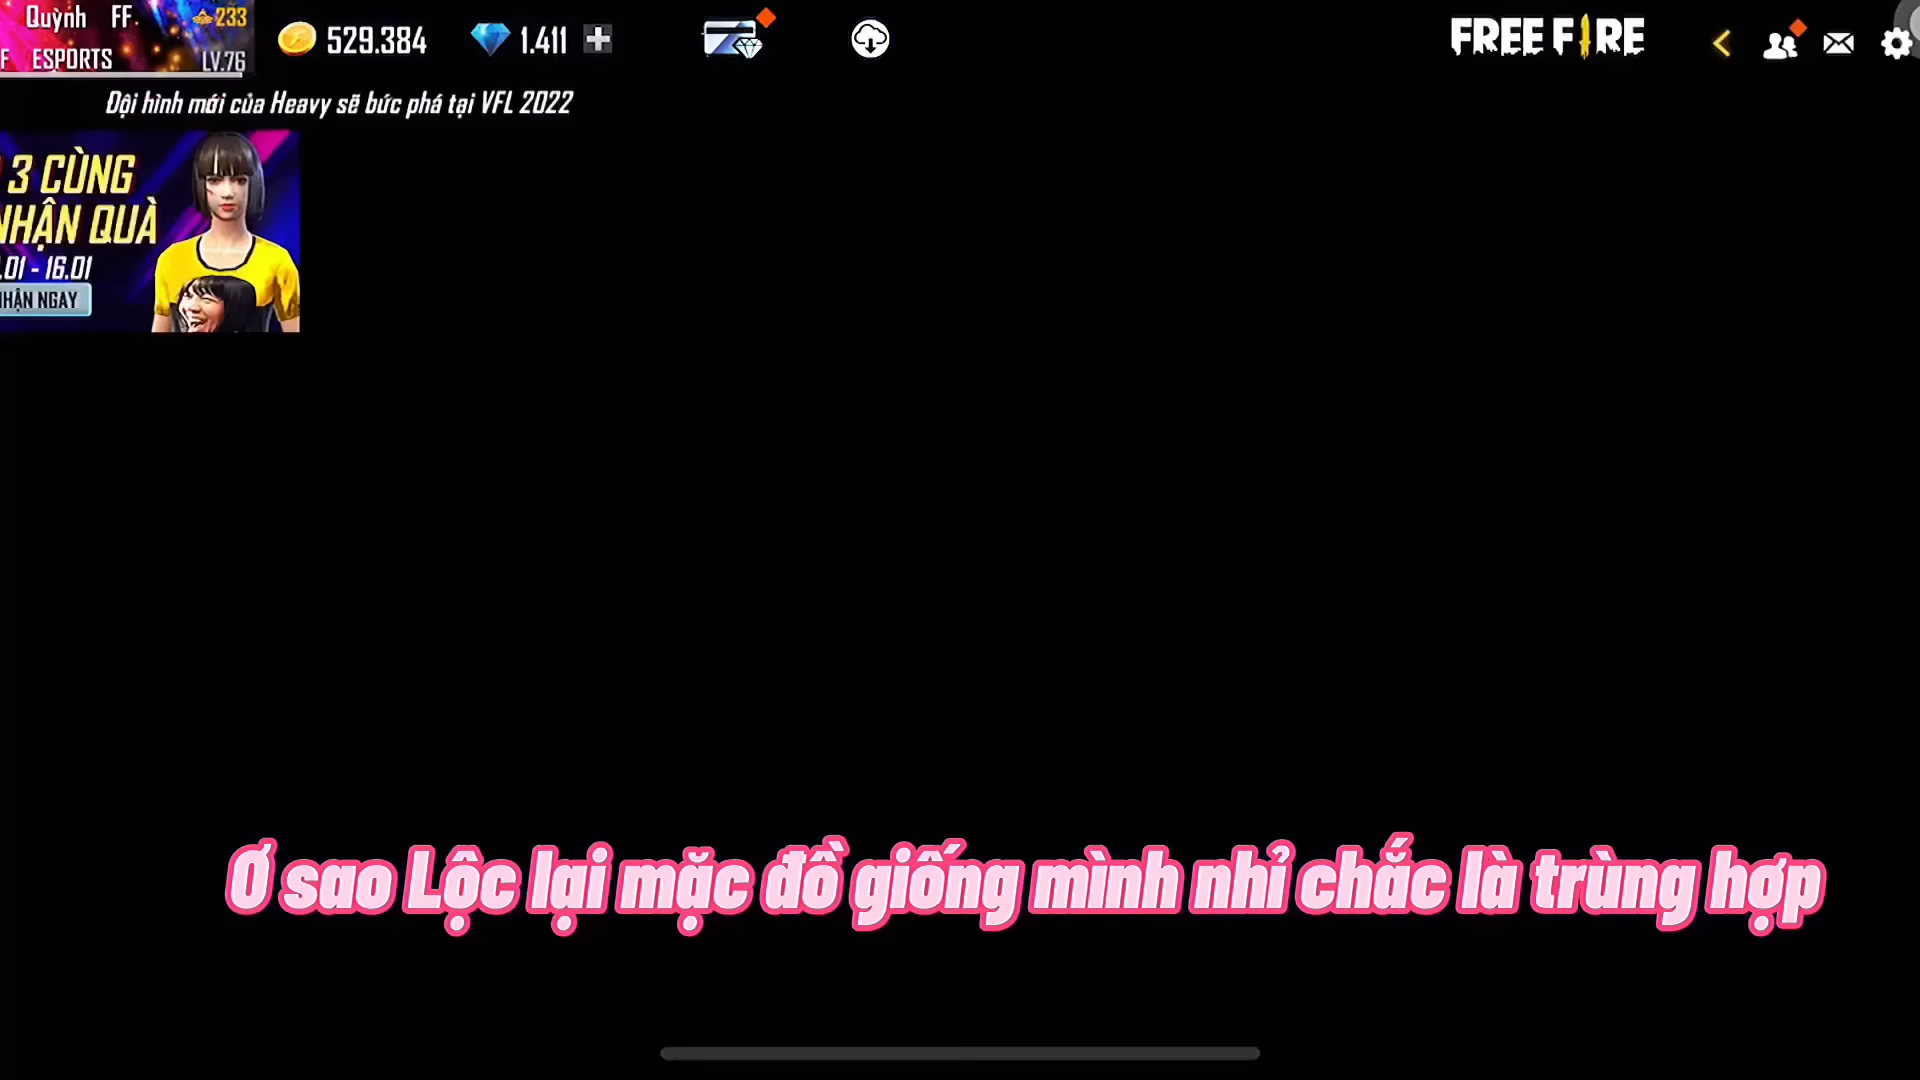 Quỳnh FF. 233
F ESPORTS LV.76
529.384
1.411
FREE FIRE
Đội hình mới của Heavy sẽ bức phá tại VFL 2022
3 CÙNG
NHẬN QUÀ
.01 - 16.01
NHẬN NGAY
Ơ sao Lộc lại mặc đồ giống mình nhỉ chắc là trùng hợp